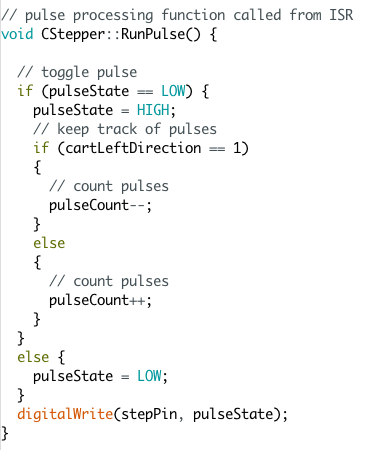 // pulse processing function called from ISR
void CStepper::RunPulse() {

  // toggle pulse
  if (pulseState == LOW) {
    pulseState = HIGH;
    // keep track of pulses
    if (cartLeftDirection == 1)
    {
      // count pulses
      pulseCount--;
    }
    else
    {
      // count pulses
      pulseCount++;
    }
  }
  else {
    pulseState = LOW;
  }
  digitalWrite(stepPin, pulseState);
}